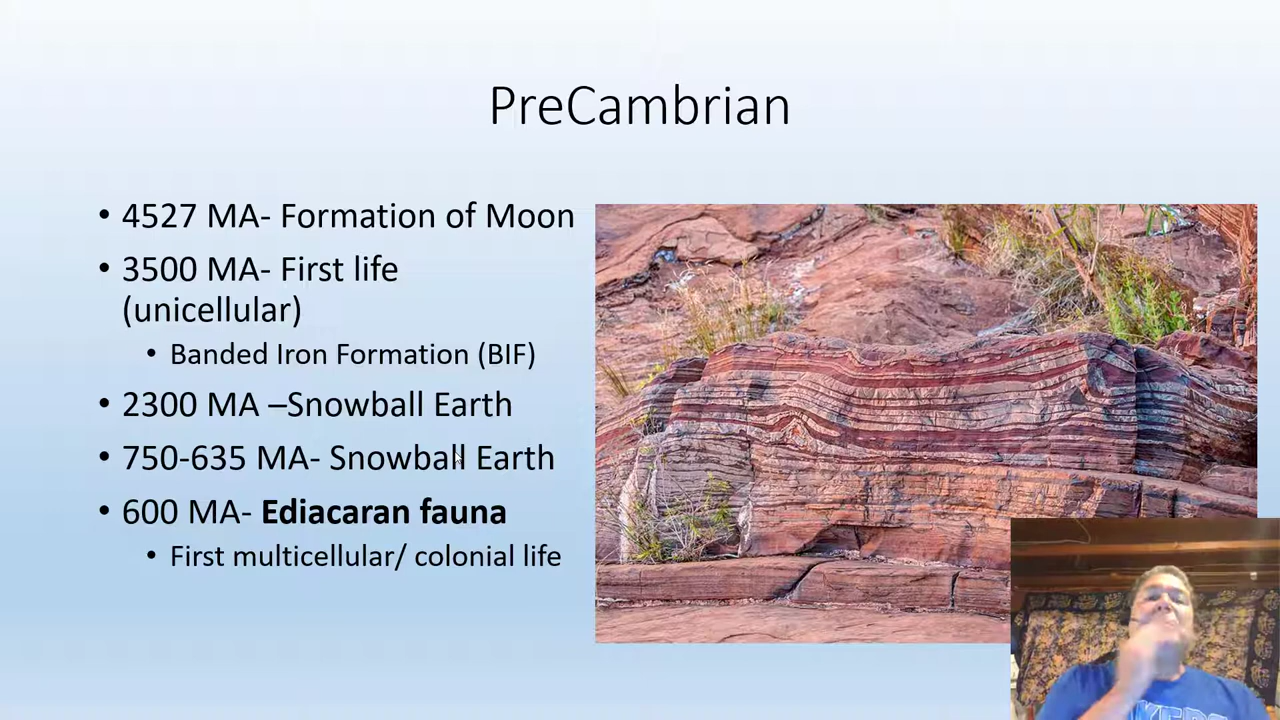 PreCambrian
• 4527 MA- Formation of Moon
• 3500 MA- First life
(unicellular)
• Banded Iron Formation (BIF)
• 2300 MA –Snowball Earth
• 750-635 MA- Snowball Earth
• 600 MA- Ediacaran fauna
• First multicellular/ colonial life